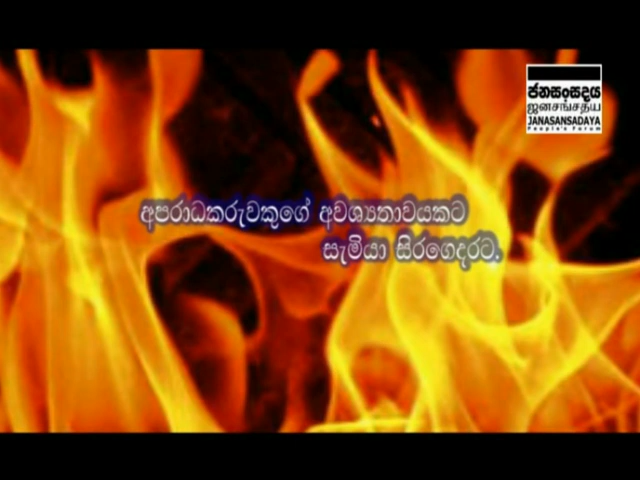 ජනසංසදය
ஜனசங்சதய
JANASANSADAYA
People's Forum
අපරාධකරුවකුගේ අවශ්‍යතාවයකට
සැමියා සිරගෙදරට.